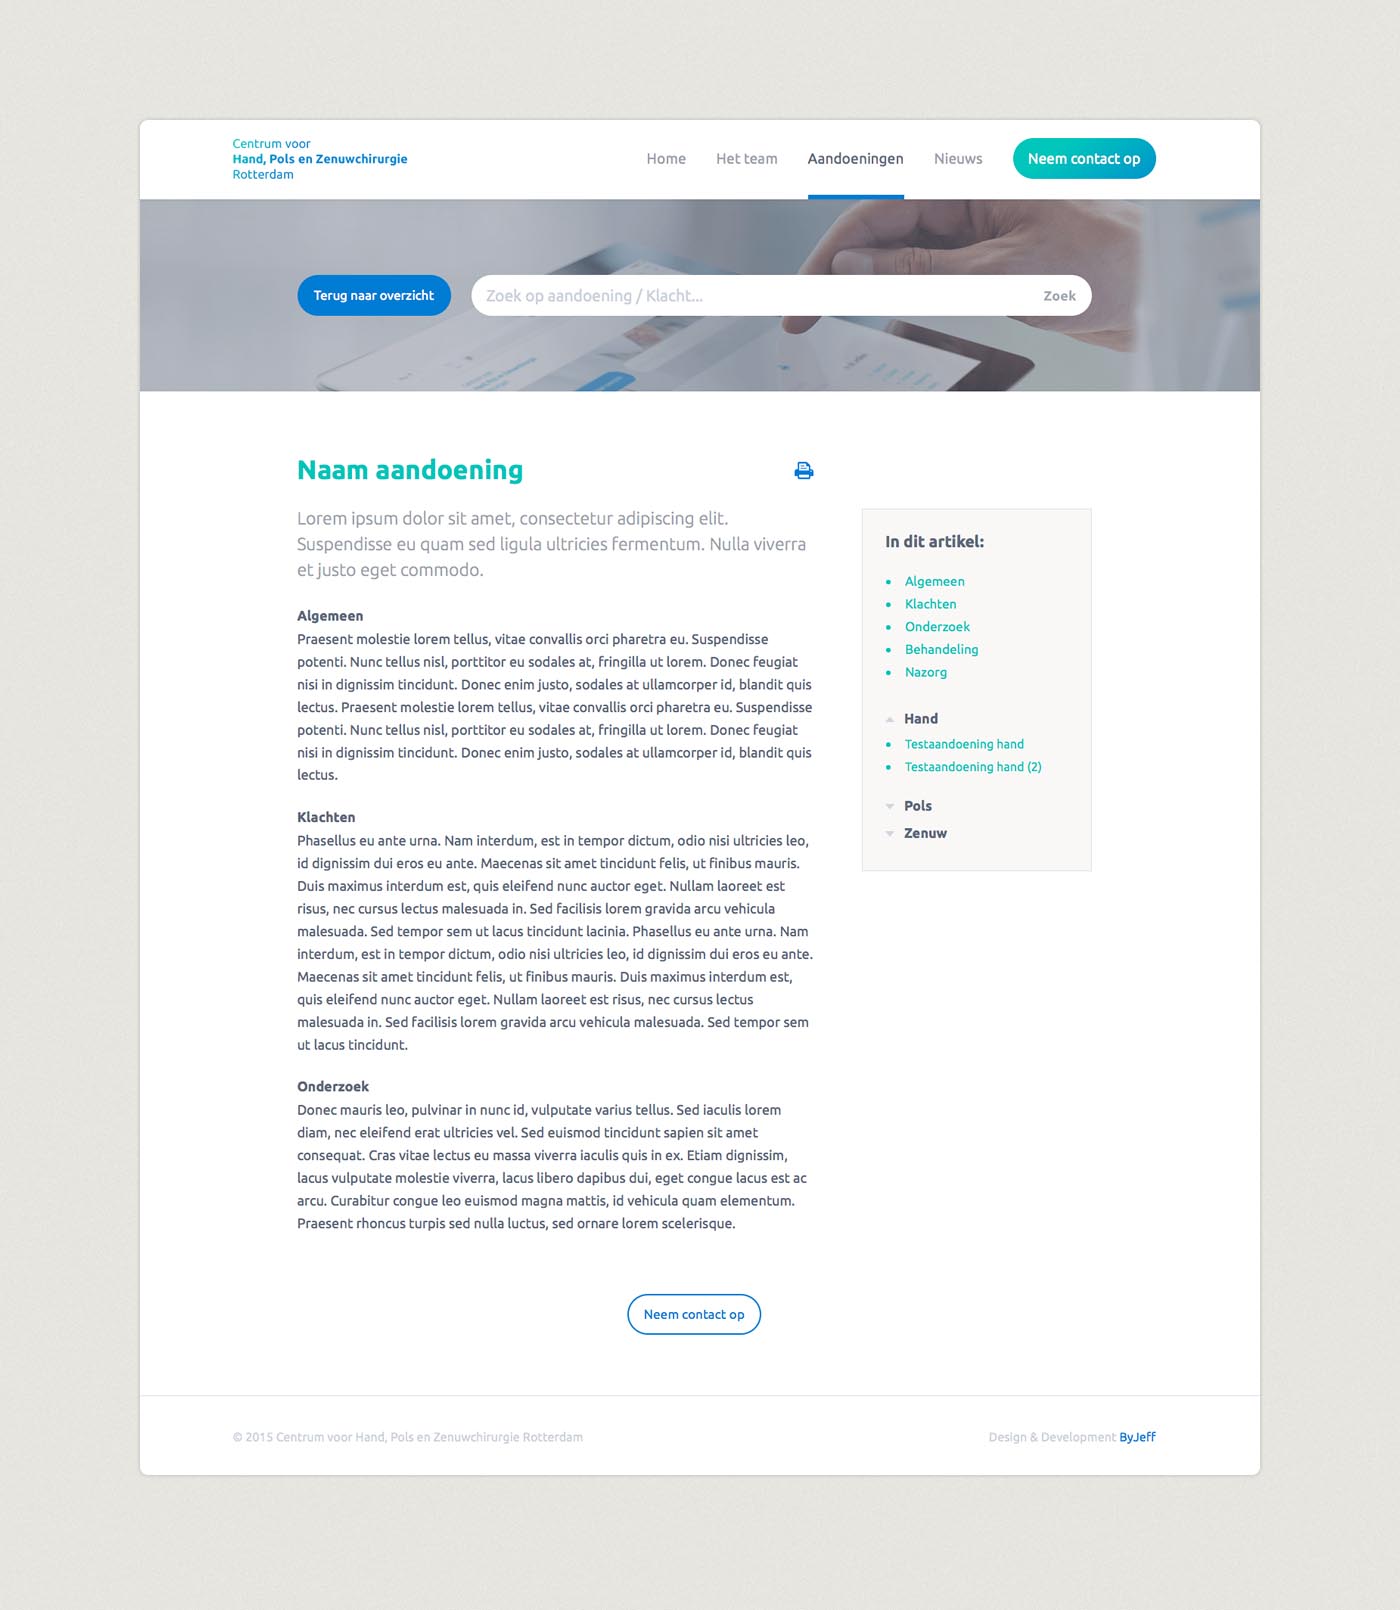 Centrum voor
Hand, Pols en Zenuwchirurgie
Rotterdam
Home
Het team
Aandoeningen
Nieuws
Neem contact op
Terug naar overzicht
Zoek op aandoening / Klacht...
Zoek
Naam aandoening
Lorem ipsum dolor sit amet, consectetur adipiscing elit.
Suspendisse eu quam sed ligula ultricies fermentum. Nulla viverra
et justo eget commodo.
Algemeen
Praesent molestie lorem tellus, vitae convallis orci pharetra eu. Suspendisse
potenti. Nunc tellus nisl, porttitor eu sodales at, fringilla ut lorem. Donec feugiat
nisi in dignissim tincidunt. Donec enim justo, sodales at ullamcorper id, blandit quis
lectus. Praesent molestie lorem tellus, vitae convallis orci pharetra eu. Suspendisse
potenti. Nunc tellus nisl, porttitor eu sodales at, fringilla ut lorem. Donec feugiat
nisi in dignissim tincidunt. Donec enim justo, sodales at ullamcorper id, blandit quis
lectus.
Klachten
Phasellus eu ante urna. Nam interdum, est in tempor dictum, odio nisi ultricies leo,
id dignissim dui eros eu ante. Maecenas sit amet tincidunt felis, ut finibus mauris.
Duis maximus interdum est, quis eleifend nunc auctor eget. Nullam laoreet est
risus, nec cursus lectus malesuada in. Sed facilisis lorem gravida arcu vehicula
malesuada. Sed tempor sem ut lacus tincidunt lacinia. Phasellus eu ante urna. Nam
interdum, est in tempor dictum, odio nisi ultricies leo, id dignissim dui eros eu ante.
Maecenas sit amet tincidunt felis, ut finibus mauris. Duis maximus interdum est,
quis eleifend nunc auctor eget. Nullam laoreet est risus, nec cursus lectus
malesuada in. Sed facilisis lorem gravida arcu vehicula malesuada. Sed tempor sem
ut lacus tincidunt.
Onderzoek
Donec mauris leo, pulvinar in nunc id, vulputate varius tellus. Sed iaculis lorem
diam, nec eleifend erat ultricies vel. Sed euismod tincidunt sapien sit amet
consequat. Cras vitae lectus eu massa viverra iaculis quis in ex. Etiam dignissim,
lacus vulputate molestie viverra, lacus libero dapibus dui, eget congue lacus est ac
arcu. Curabitur congue leo euismod magna mattis, id vehicula quam elementum.
Praesent rhoncus turpis sed nulla luctus, sed ornare lorem scelerisque.
In dit artikel:
Algemeen
Klachten
Onderzoek
Behandeling
Nazorg
Hand
Testaandoening hand
Testaandoening hand (2)
Pols
Zenuw
Neem contact op
© 2015 Centrum voor Hand, Pols en Zenuwchirurgie Rotterdam
Design & Development ByJeff